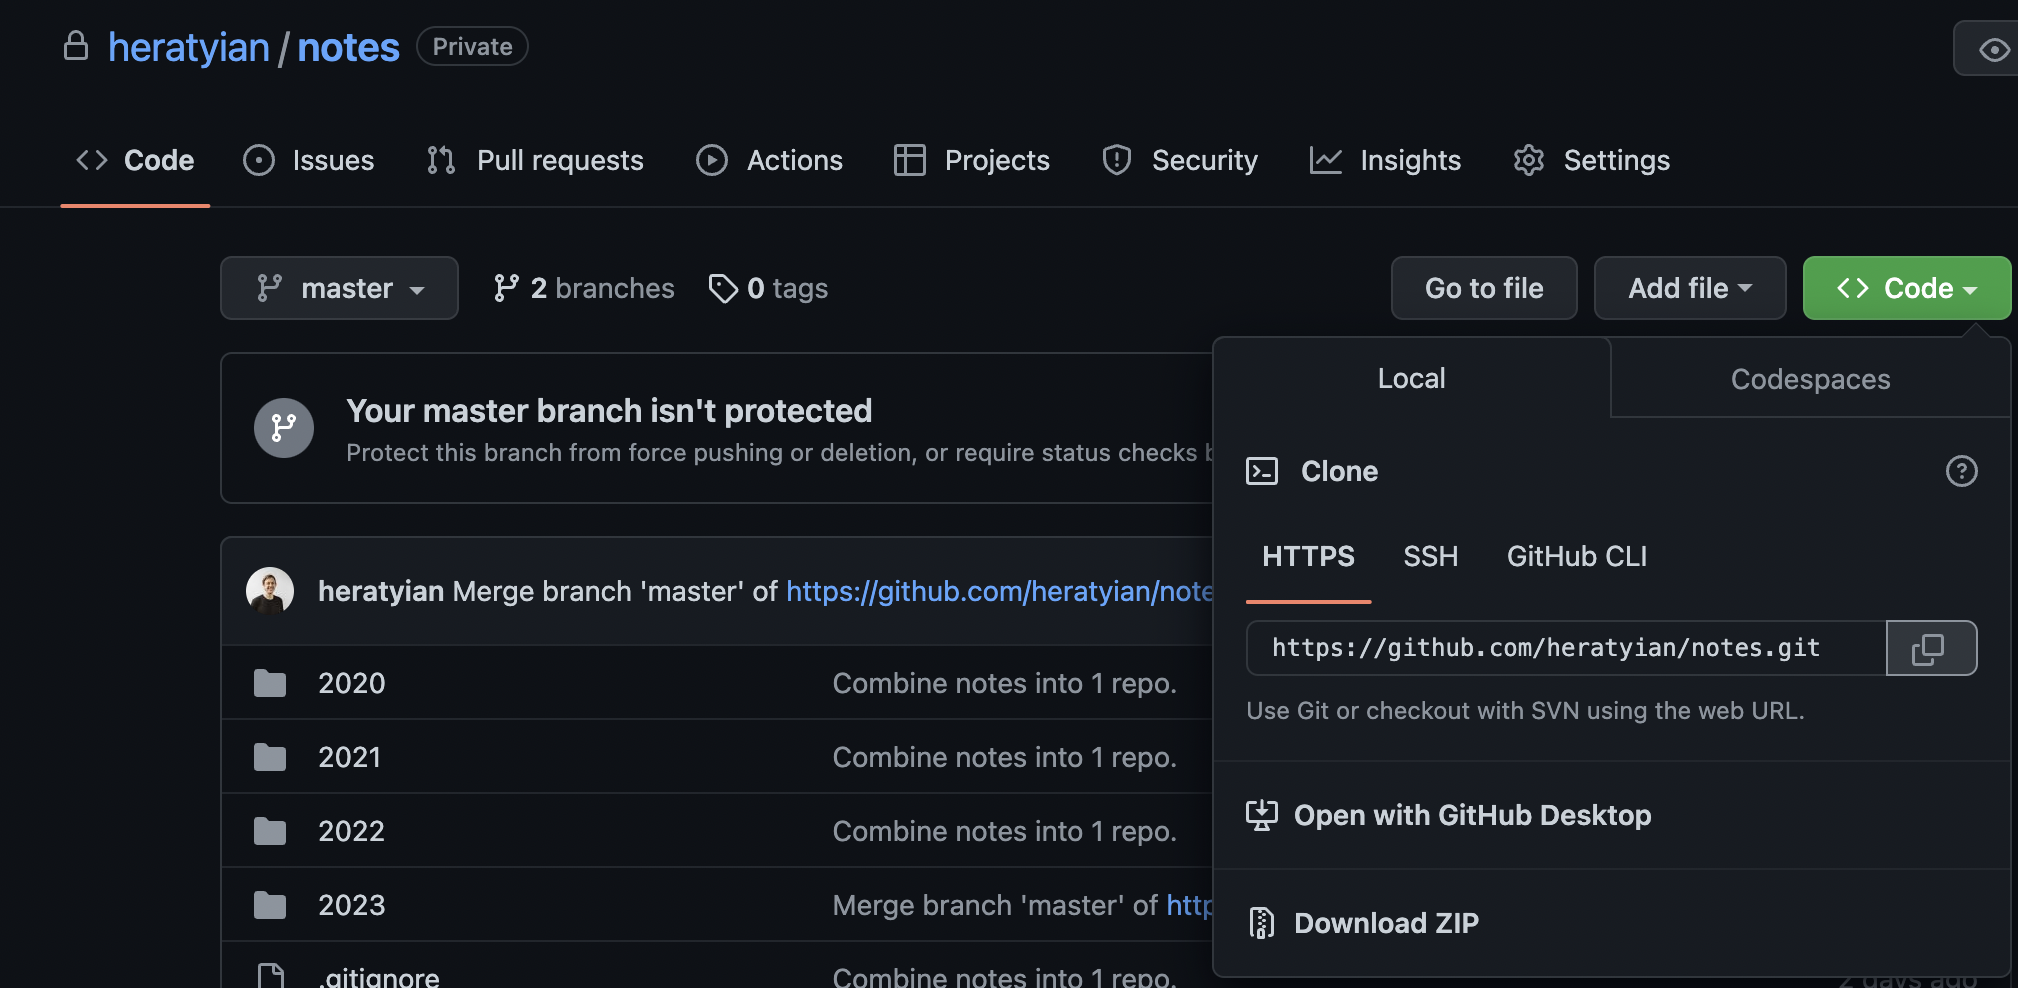 heratyian / notes Private
Code Issues Pull requests Actions Projects Security Insights Settings
master 2 branches 0 tags Go to file Add file Code
Your master branch isn't protected
Protect this branch from force pushing or deletion, or require status checks
heratyian Merge branch 'master' of https://github.com/heratyian/note
2020 Combine notes into 1 repo.
2021 Combine notes into 1 repo.
2022 Combine notes into 1 repo.
2023 Merge branch 'master' of http
.gitignore Combine notes into 1 repo.
2 days ago
Local Codespaces
Clone
HTTPS SSH GitHub CLI
https://github.com/heratyian/notes.git
Use Git or checkout with SVN using the web URL.
Open with GitHub Desktop
Download ZIP